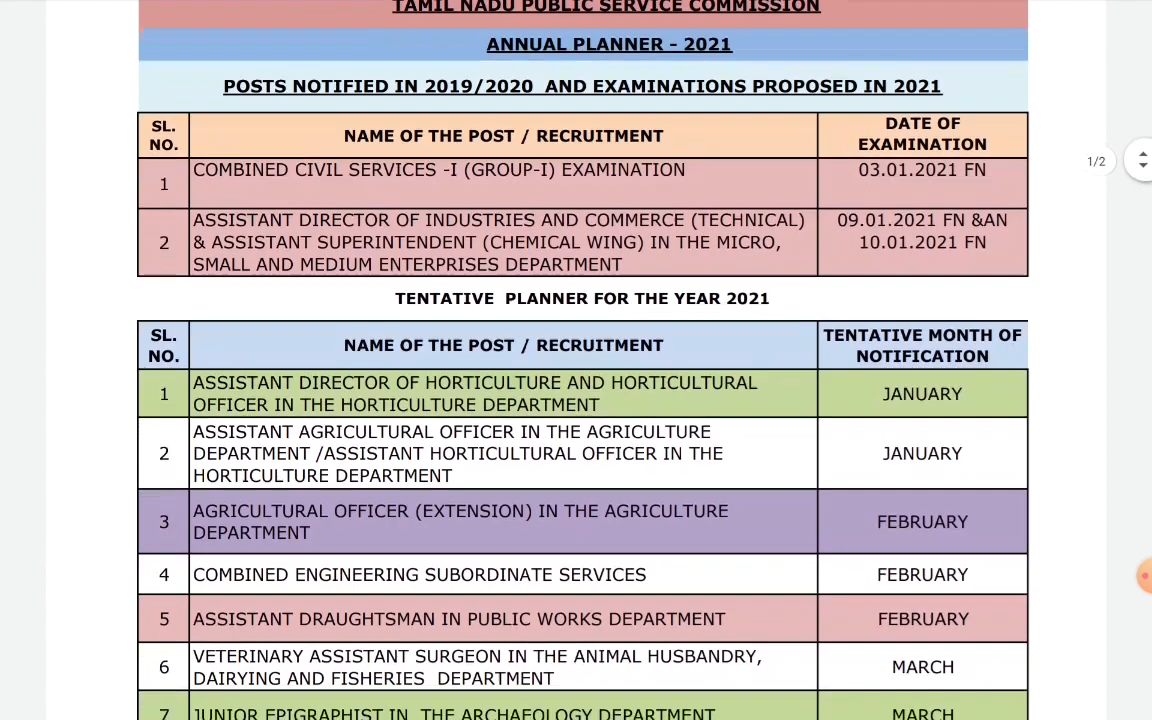 TAMIL NADU PUBLIC SERVICE COMMISSION
ANNUAL PLANNER - 2021
POSTS NOTIFIED IN 2019/2020 AND EXAMINATIONS PROPOSED IN 2021
SL. NO. NAME OF THE POST / RECRUITMENT DATE OF EXAMINATION
1 COMBINED CIVIL SERVICES -I (GROUP-I) EXAMINATION 03.01.2021 FN
2 ASSISTANT DIRECTOR OF INDUSTRIES AND COMMERCE (TECHNICAL) 09.01.2021 FN &AN
& ASSISTANT SUPERINTENDENT (CHEMICAL WING) IN THE MICRO, 10.01.2021 FN
SMALL AND MEDIUM ENTERPRISES DEPARTMENT
TENTATIVE PLANNER FOR THE YEAR 2021
SL. NO. NAME OF THE POST / RECRUITMENT TENTATIVE MONTH OF NOTIFICATION
1 ASSISTANT DIRECTOR OF HORTICULTURE AND HORTICULTURAL
OFFICER IN THE HORTICULTURE DEPARTMENT JANUARY
2 ASSISTANT AGRICULTURAL OFFICER IN THE AGRICULTURE
DEPARTMENT /ASSISTANT HORTICULTURAL OFFICER IN THE JANUARY
HORTICULTURE DEPARTMENT
3 AGRICULTURAL OFFICER (EXTENSION) IN THE AGRICULTURE
DEPARTMENT FEBRUARY
4 COMBINED ENGINEERING SUBORDINATE SERVICES FEBRUARY
5 ASSISTANT DRAUGHTSMAN IN PUBLIC WORKS DEPARTMENT FEBRUARY
6 VETERINARY ASSISTANT SURGEON IN THE ANIMAL HUSBANDRY,
DAIRYING AND FISHERIES DEPARTMENT MARCH
7 JUNIOR EPIGRAPHIST IN THE ARCHAEOLOGY DEPARTMENT MARCH
1/2